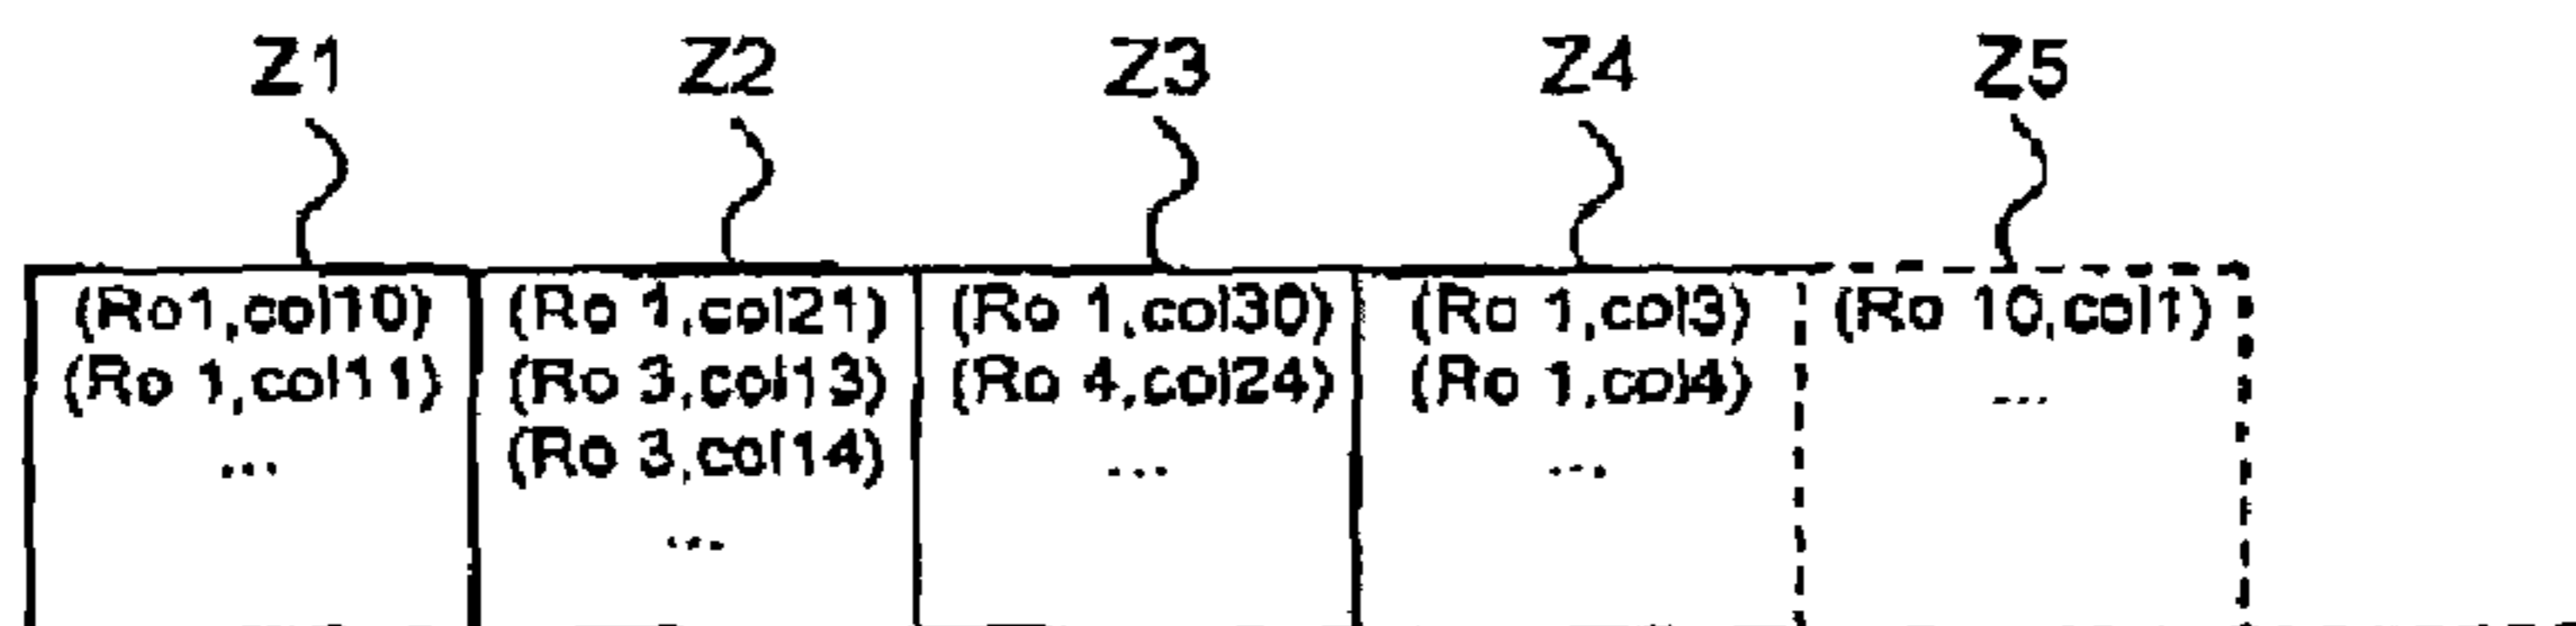 Z1 Z2 Z3 Z4 Z5
(Ro1,col10) (Ro 1,col21) (Ro 1,col30) (Ro 1,col3) (Ro 10,col1)
(Ro 1,col11) (Ro 3,col13) (Ro 4,col24) (Ro 1,col4) ...
... (Ro 3,col14) ... ...
...